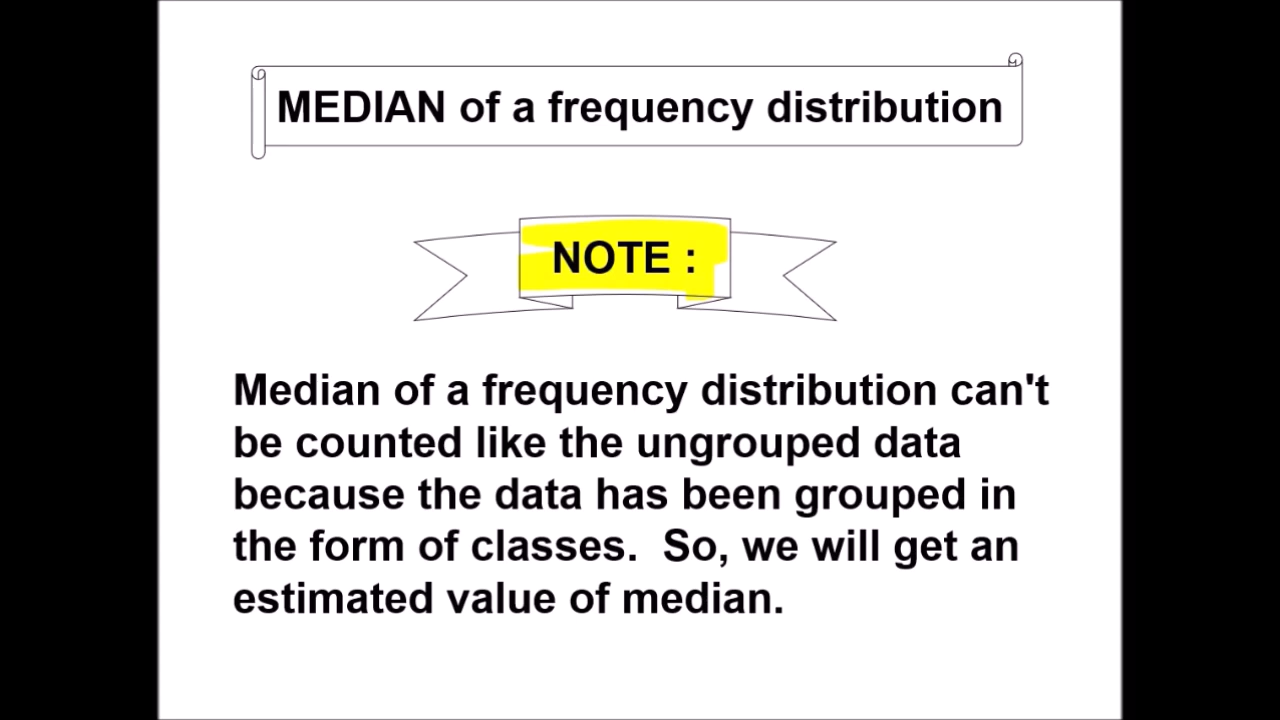 MEDIAN of a frequency distribution
NOTE :
Median of a frequency distribution can't
be counted like the ungrouped data
because the data has been grouped in
the form of classes.  So, we will get an
estimated value of median.